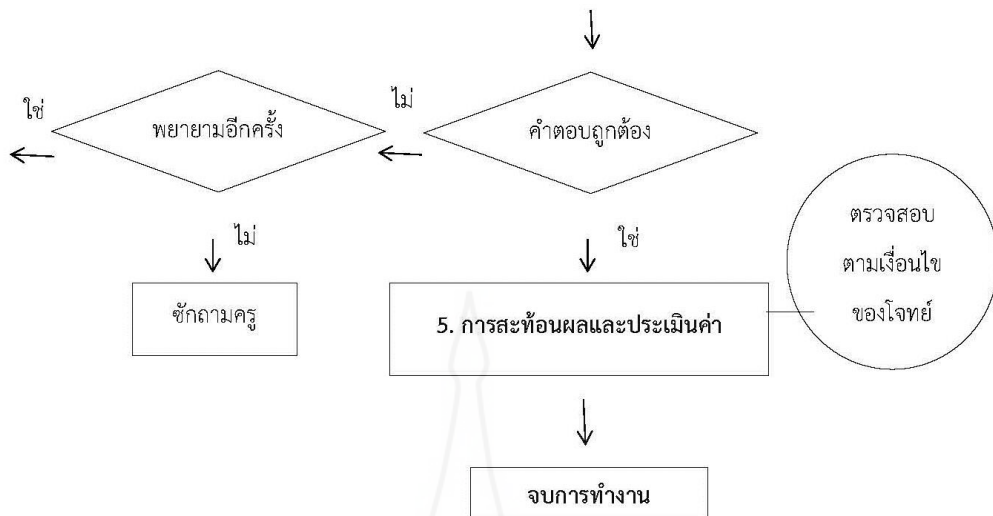 ใช่
พยายามอีกครั้ง
ไม่
คำตอบถูกต้อง
ไม่
ใช่
ตรวจสอบ
ตามเงื่อนไข
ของโจทย์
ซักถามครู
5. การสะท้อนผลและประเมินค่า
จบการทำงาน